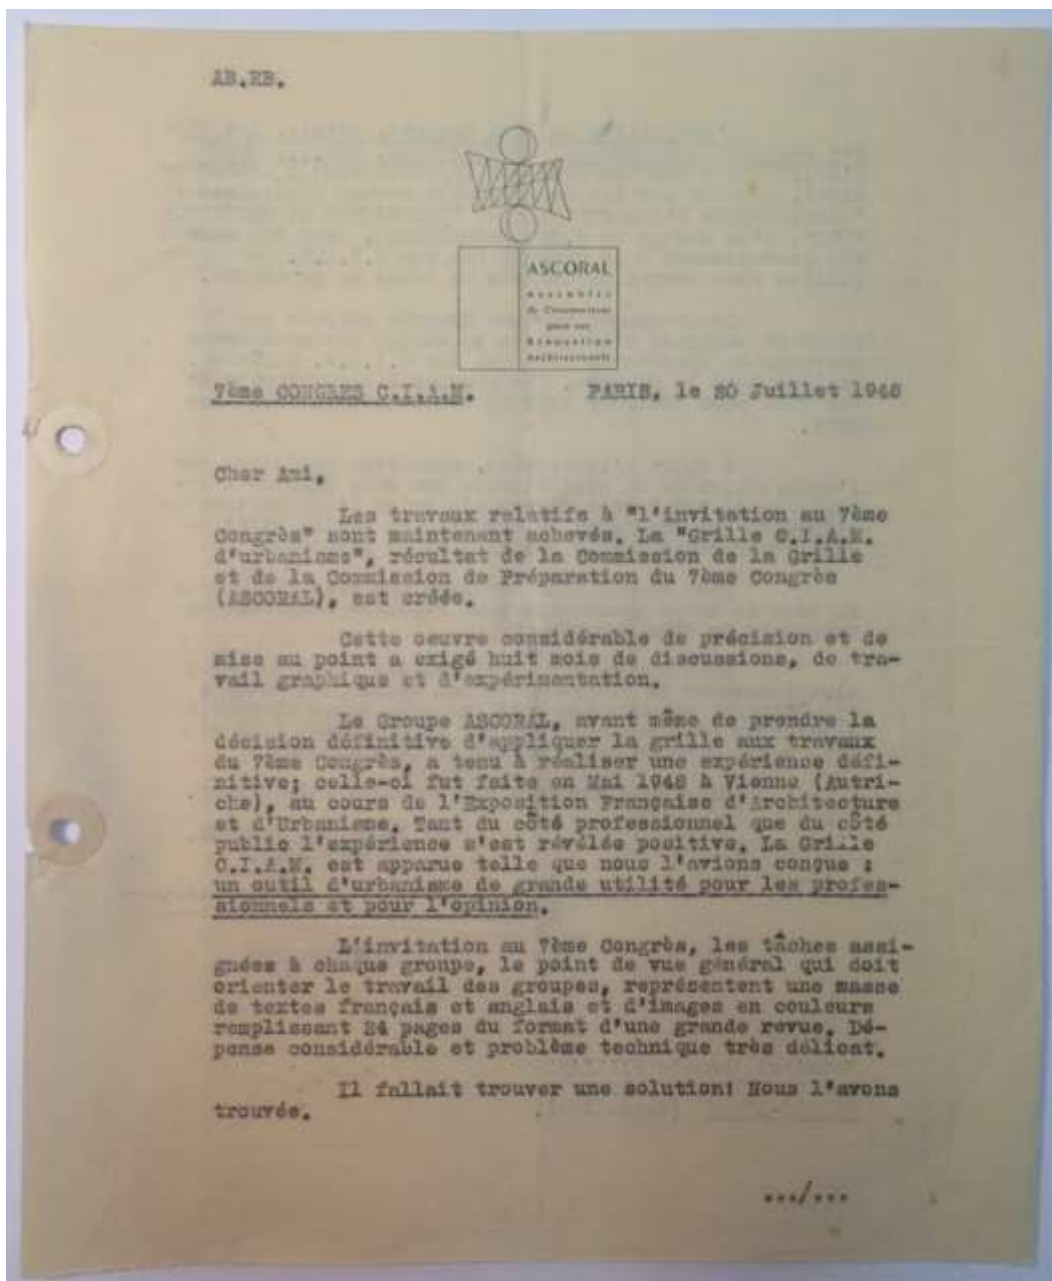 AB.RB.
ASCORAL
Assemblée
de Constructeurs
pour une
Rénovation
Architecturale
7ème CONGRES C.I.A.M.
PARIS, le 20 Juillet 1948
Cher Ami,
Les travaux relatifs à "l'invitation au 7ème
Congrès" sont maintenant achevés. La "Grille C.I.A.M.
d'urbanisme", résultat de la Commission de la Grille
et de la Commission de Préparation du 7ème Congrès
(ASCORAL), est créée.
Cette oeuvre considérable de précision et de
mise au point a exigé huit mois de discussions, de tra-
vail graphique et d'expérimentation.
Le Groupe ASCORAL, avant même de prendre la
décision définitive d'appliquer la grille aux travaux
du 7ème Congrès, a tenu à réaliser une expérience défi-
nitive; celle-ci fut faite en Mai 1948 à Vienne (Autri-
che), au cours de l'Exposition Française d'Architecture
et d'Urbanisme. Tant du côté professionnel que du côté
public l'expérience s'est révélée positive. La Grille
C.I.A.M. est apparue telle que nous l'avions conçue :
un outil d'urbanisme de grande utilité pour les profes-
sionnels et pour l'opinion.
L'invitation au 7ème Congrès, les tâches assi-
gnées à chaque groupe, le point de vue général qui doit
orienter le travail des groupes, représentent une masse
de textes français et anglais et d'images en couleurs
remplissant 24 pages du format d'une grande revue. Dé-
pense considérable et problème technique très délicat.
Il fallait trouver une solution! Nous l'avons
trouvée.
.../...